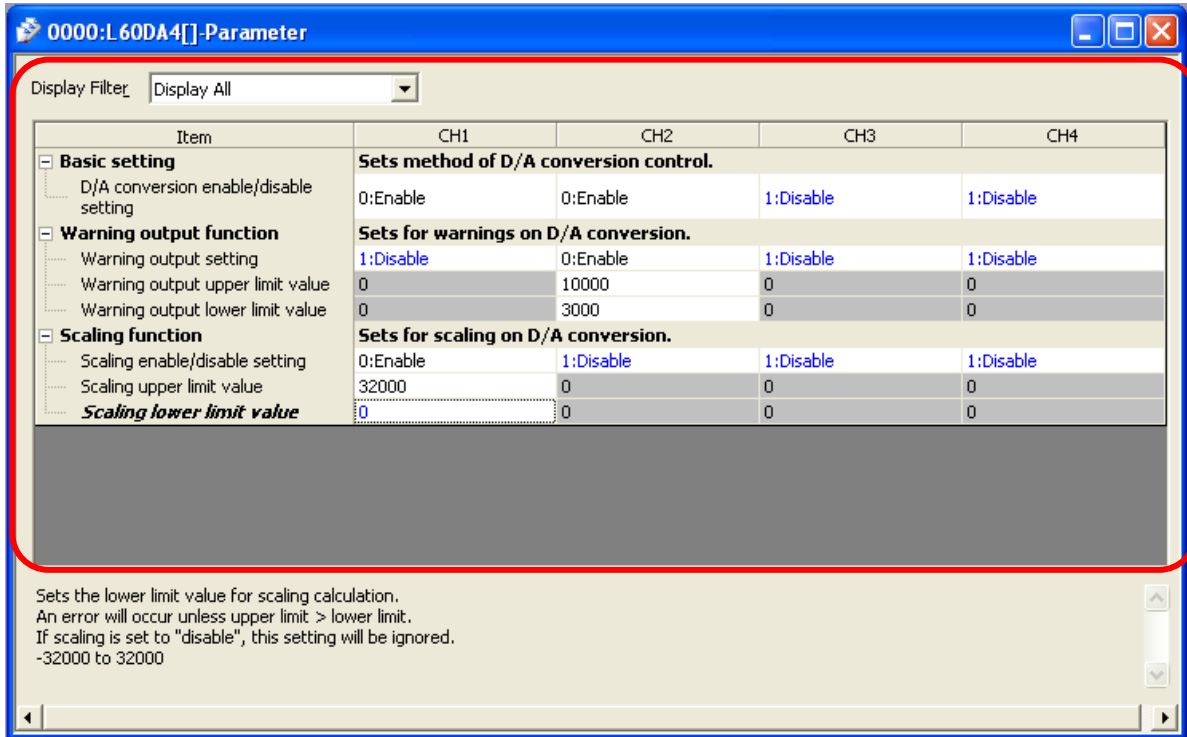 0000:L60DA4[]-Parameter
Display Filter Display All
Item CH1 CH2 CH3 CH4
Basic setting Sets method of D/A conversion control.
D/A conversion enable/disable setting 0:Enable 0:Enable 1:Disable 1:Disable
Warning output function Sets for warnings on D/A conversion.
Warning output setting 1:Disable 0:Enable 1:Disable 1:Disable
Warning output upper limit value 0 10000 0 0
Warning output lower limit value 0 3000 0 0
Scaling function Sets for scaling on D/A conversion.
Scaling enable/disable setting 0:Enable 1:Disable 1:Disable 1:Disable
Scaling upper limit value 32000 0 0 0
Scaling lower limit value 0 0 0 0
Sets the lower limit value for scaling calculation.
An error will occur unless upper limit > lower limit.
If scaling is set to "disable", this setting will be ignored.
-32000 to 32000